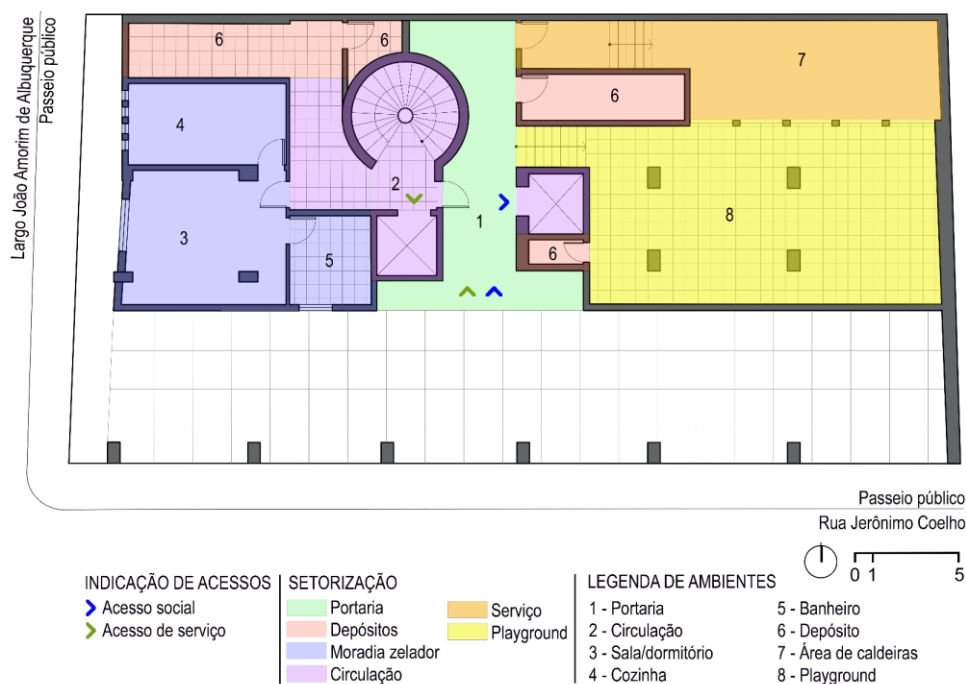 6
6
7
6
4
2
1
8
3
5
6
Largo João Amorim de Albuquerque
Passeio público
Passeio público
Rua Jerônimo Coelho
0 1 5
INDICAÇÃO DE ACESSOS
Acesso social
Acesso de serviço
SETORIZAÇÃO
Portaria
Depósitos
Moradia zelador
Circulação
Serviço
Playground
LEGENDA DE AMBIENTES
1 - Portaria
2 - Circulação
3 - Sala/dormitório
4 - Cozinha
5 - Banheiro
6 - Depósito
7 - Área de caldeiras
8 - Playground